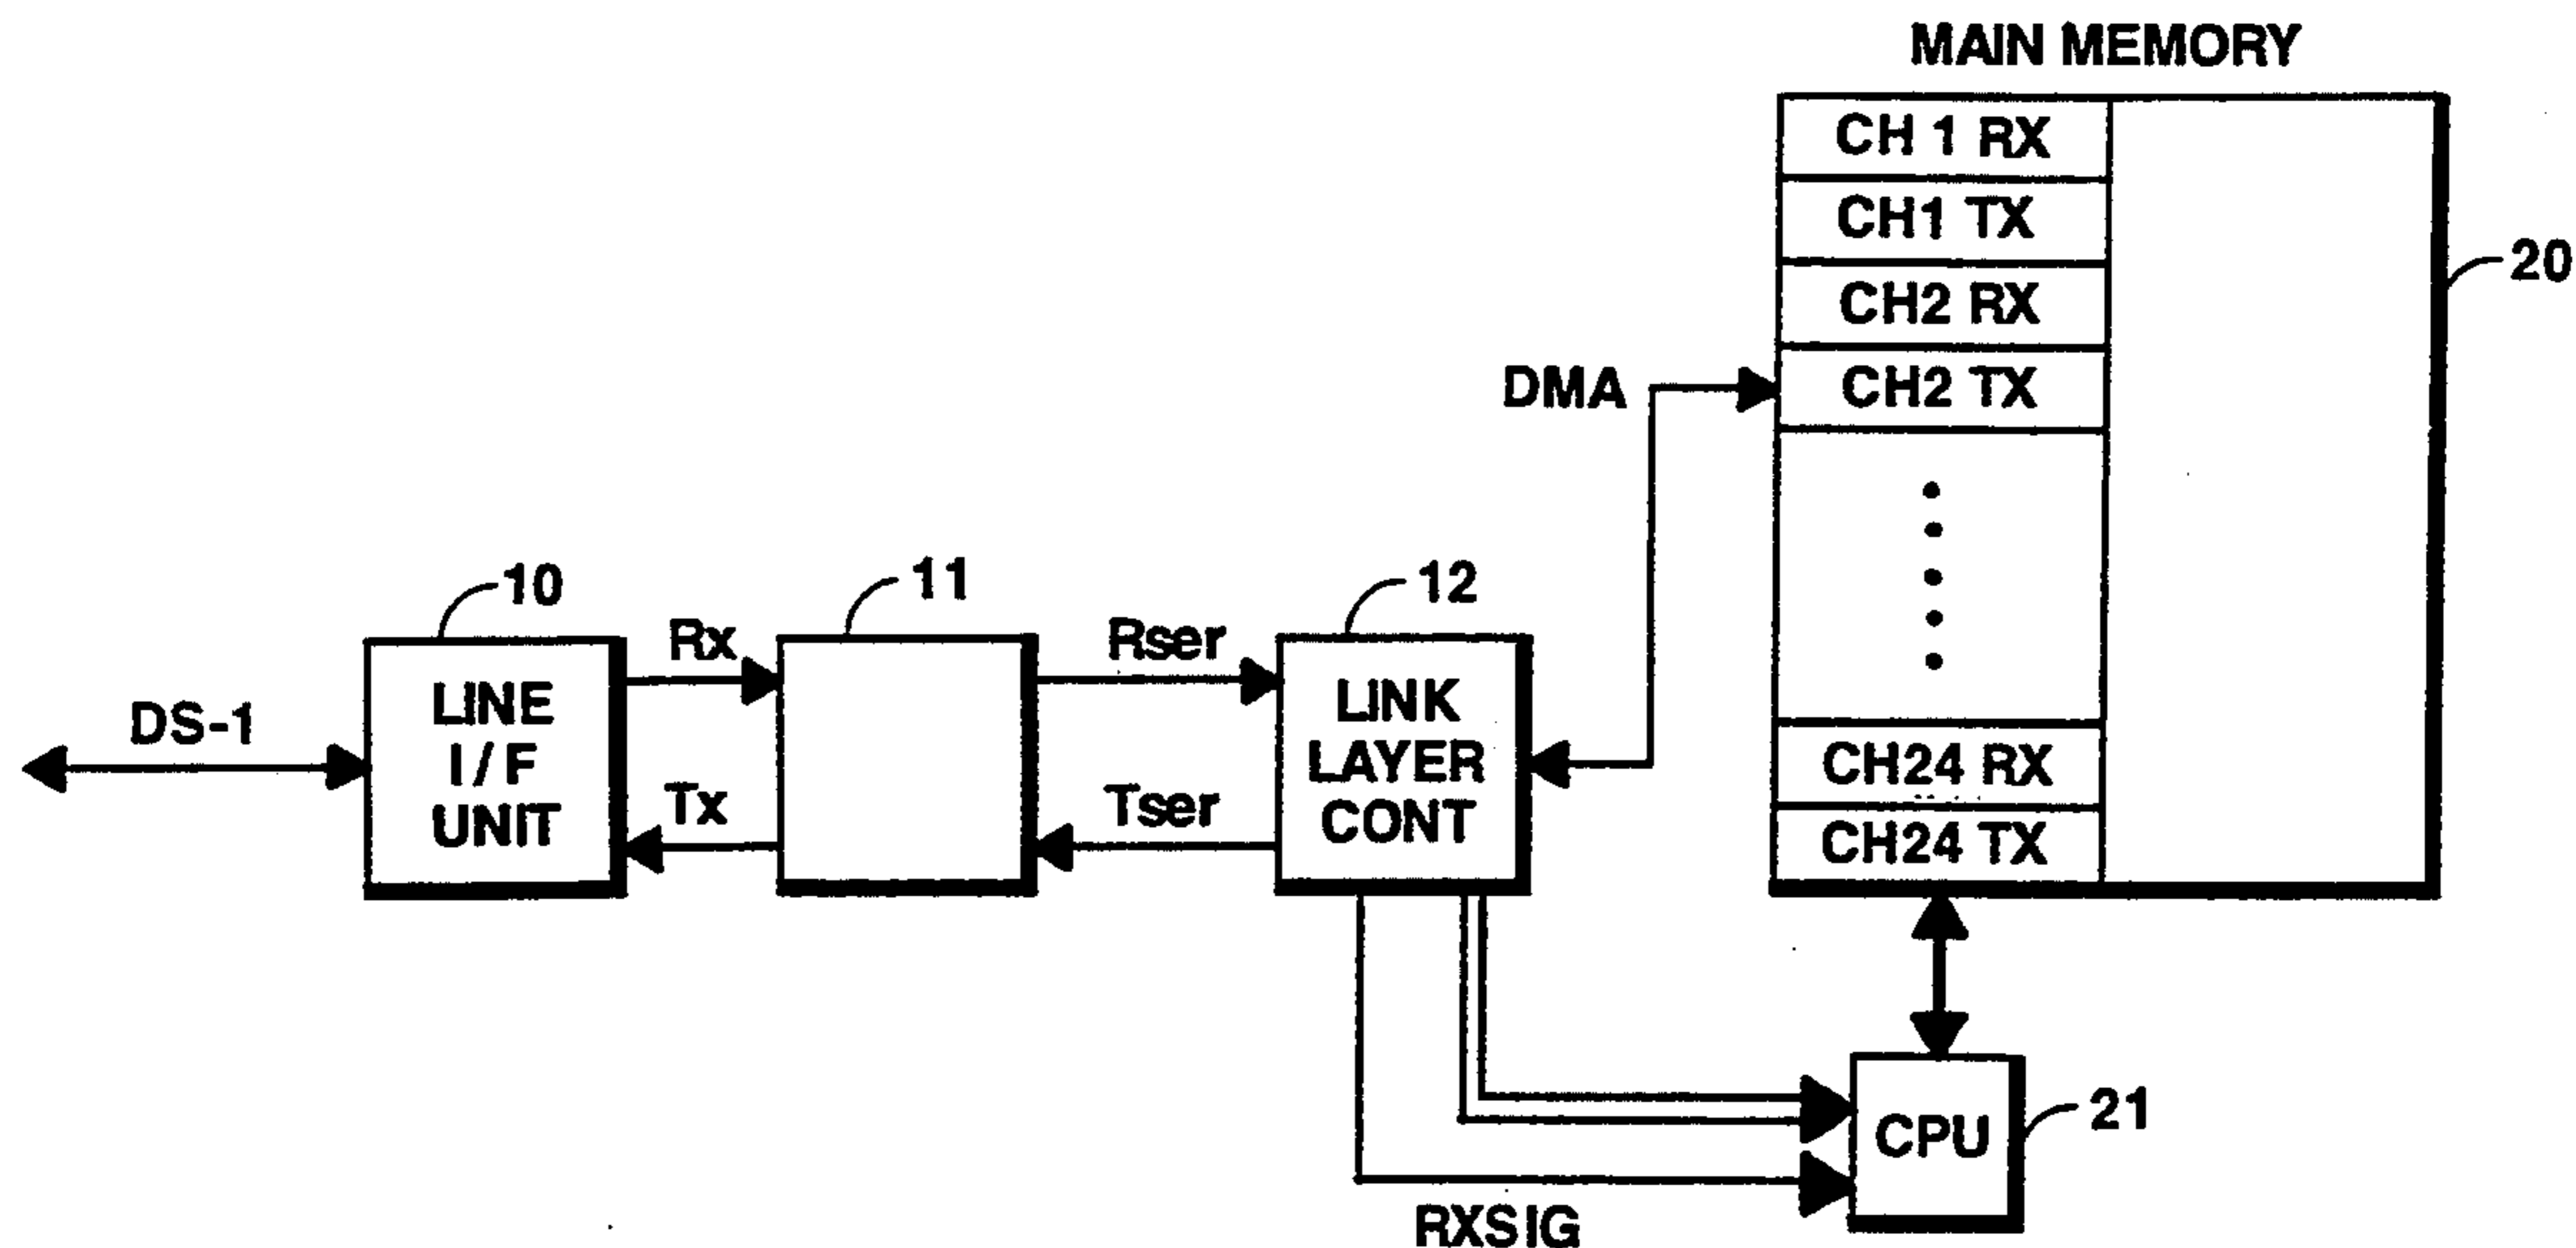 MAIN MEMORY
CH 1 RX
CH1 TX
CH2 RX
CH2 TX
CH24 RX
CH24 TX
20
DMA
10
11
12
DS-1
LINE
I/F
UNIT
Rx
Tx
Rser
Tser
LINK
LAYER
CONT
CPU
21
RXSIG